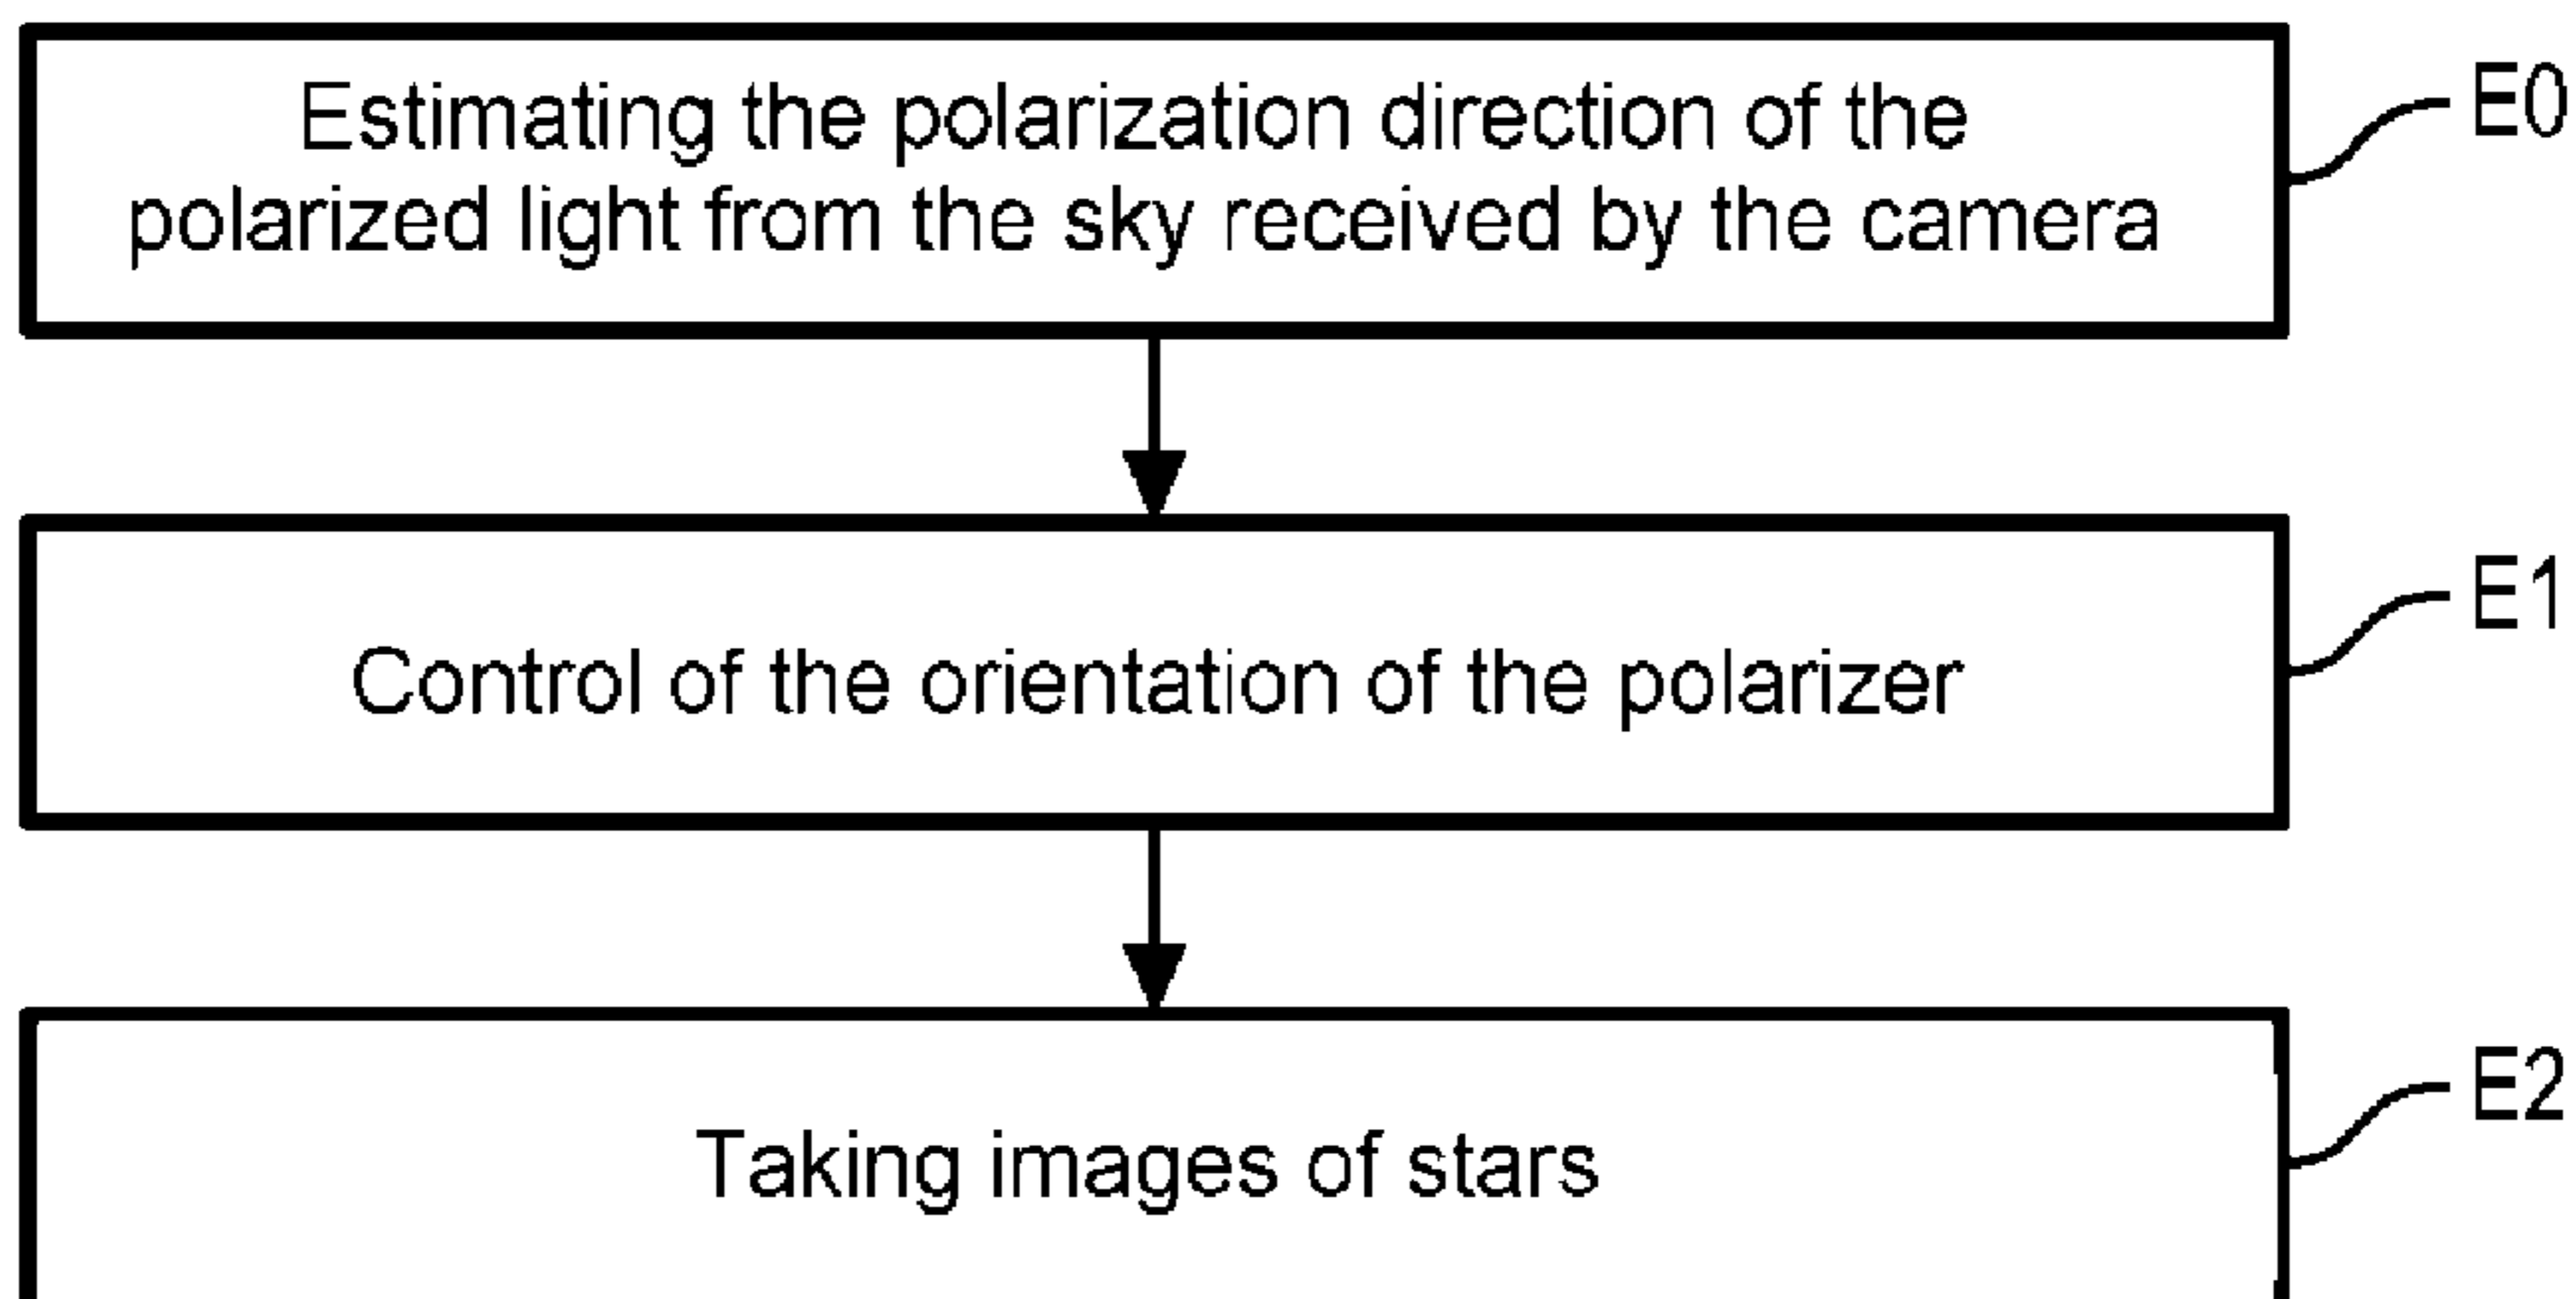 Estimating the polarization direction of the
polarized light from the sky received by the camera
E0
Control of the orientation of the polarizer
E1
Taking images of stars
E2